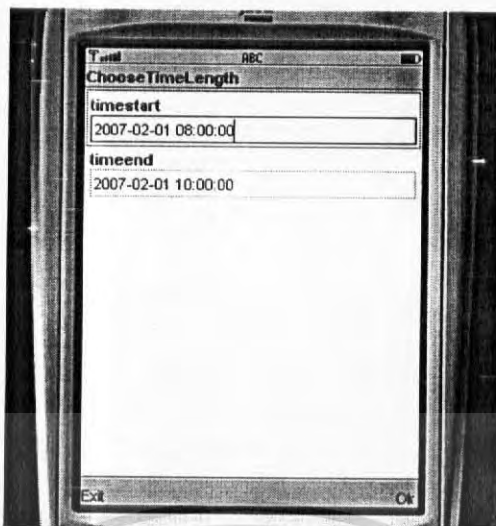 ABC
ChooseTimeLength
timestart
2007-02-01 08:00:00
timeend
2007-02-01 10:00:00
Exit Ok